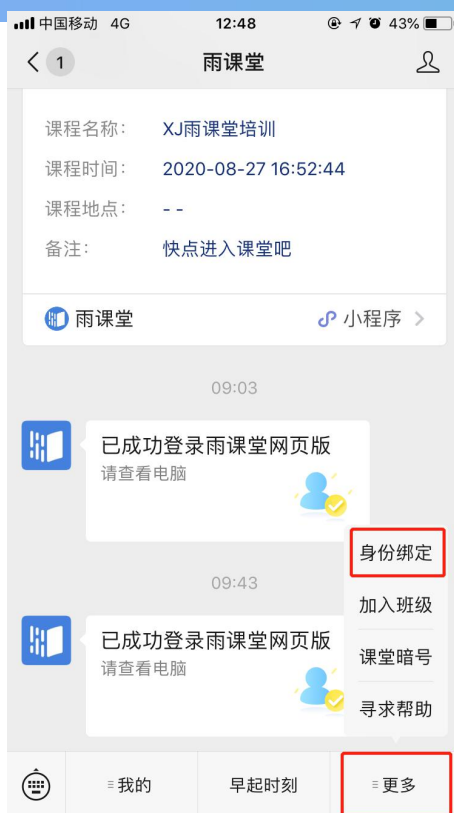 中国移动 4G 12:48 43%
1 雨课堂
课程名称： XJ雨课堂培训
课程时间： 2020-08-27 16:52:44
课程地点： - -
备注： 快点进入课堂吧
雨课堂 小程序
09:03
已成功登录雨课堂网页版
请查看电脑
身份绑定
09:43
加入班级
已成功登录雨课堂网页版
课堂暗号
请查看电脑
寻求帮助
我的 早起时刻 更多